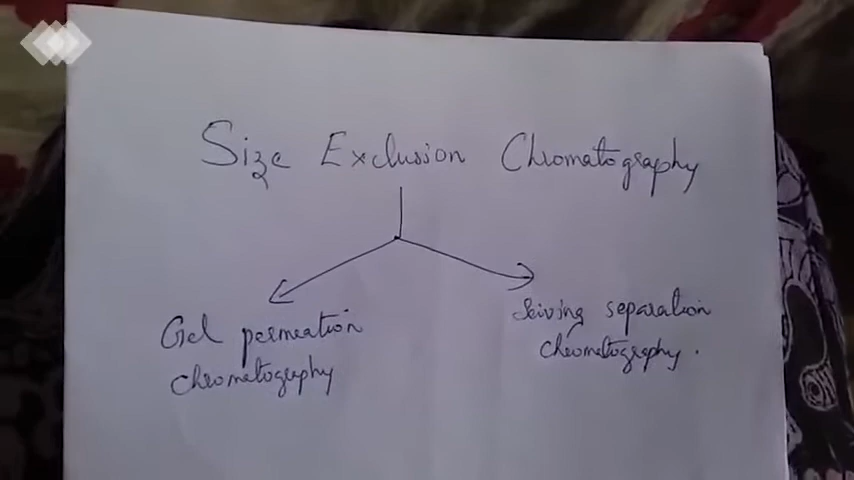 Size Exclusion Chromatography
Gel permeation
chromatography
Seiving separation
chromatography.